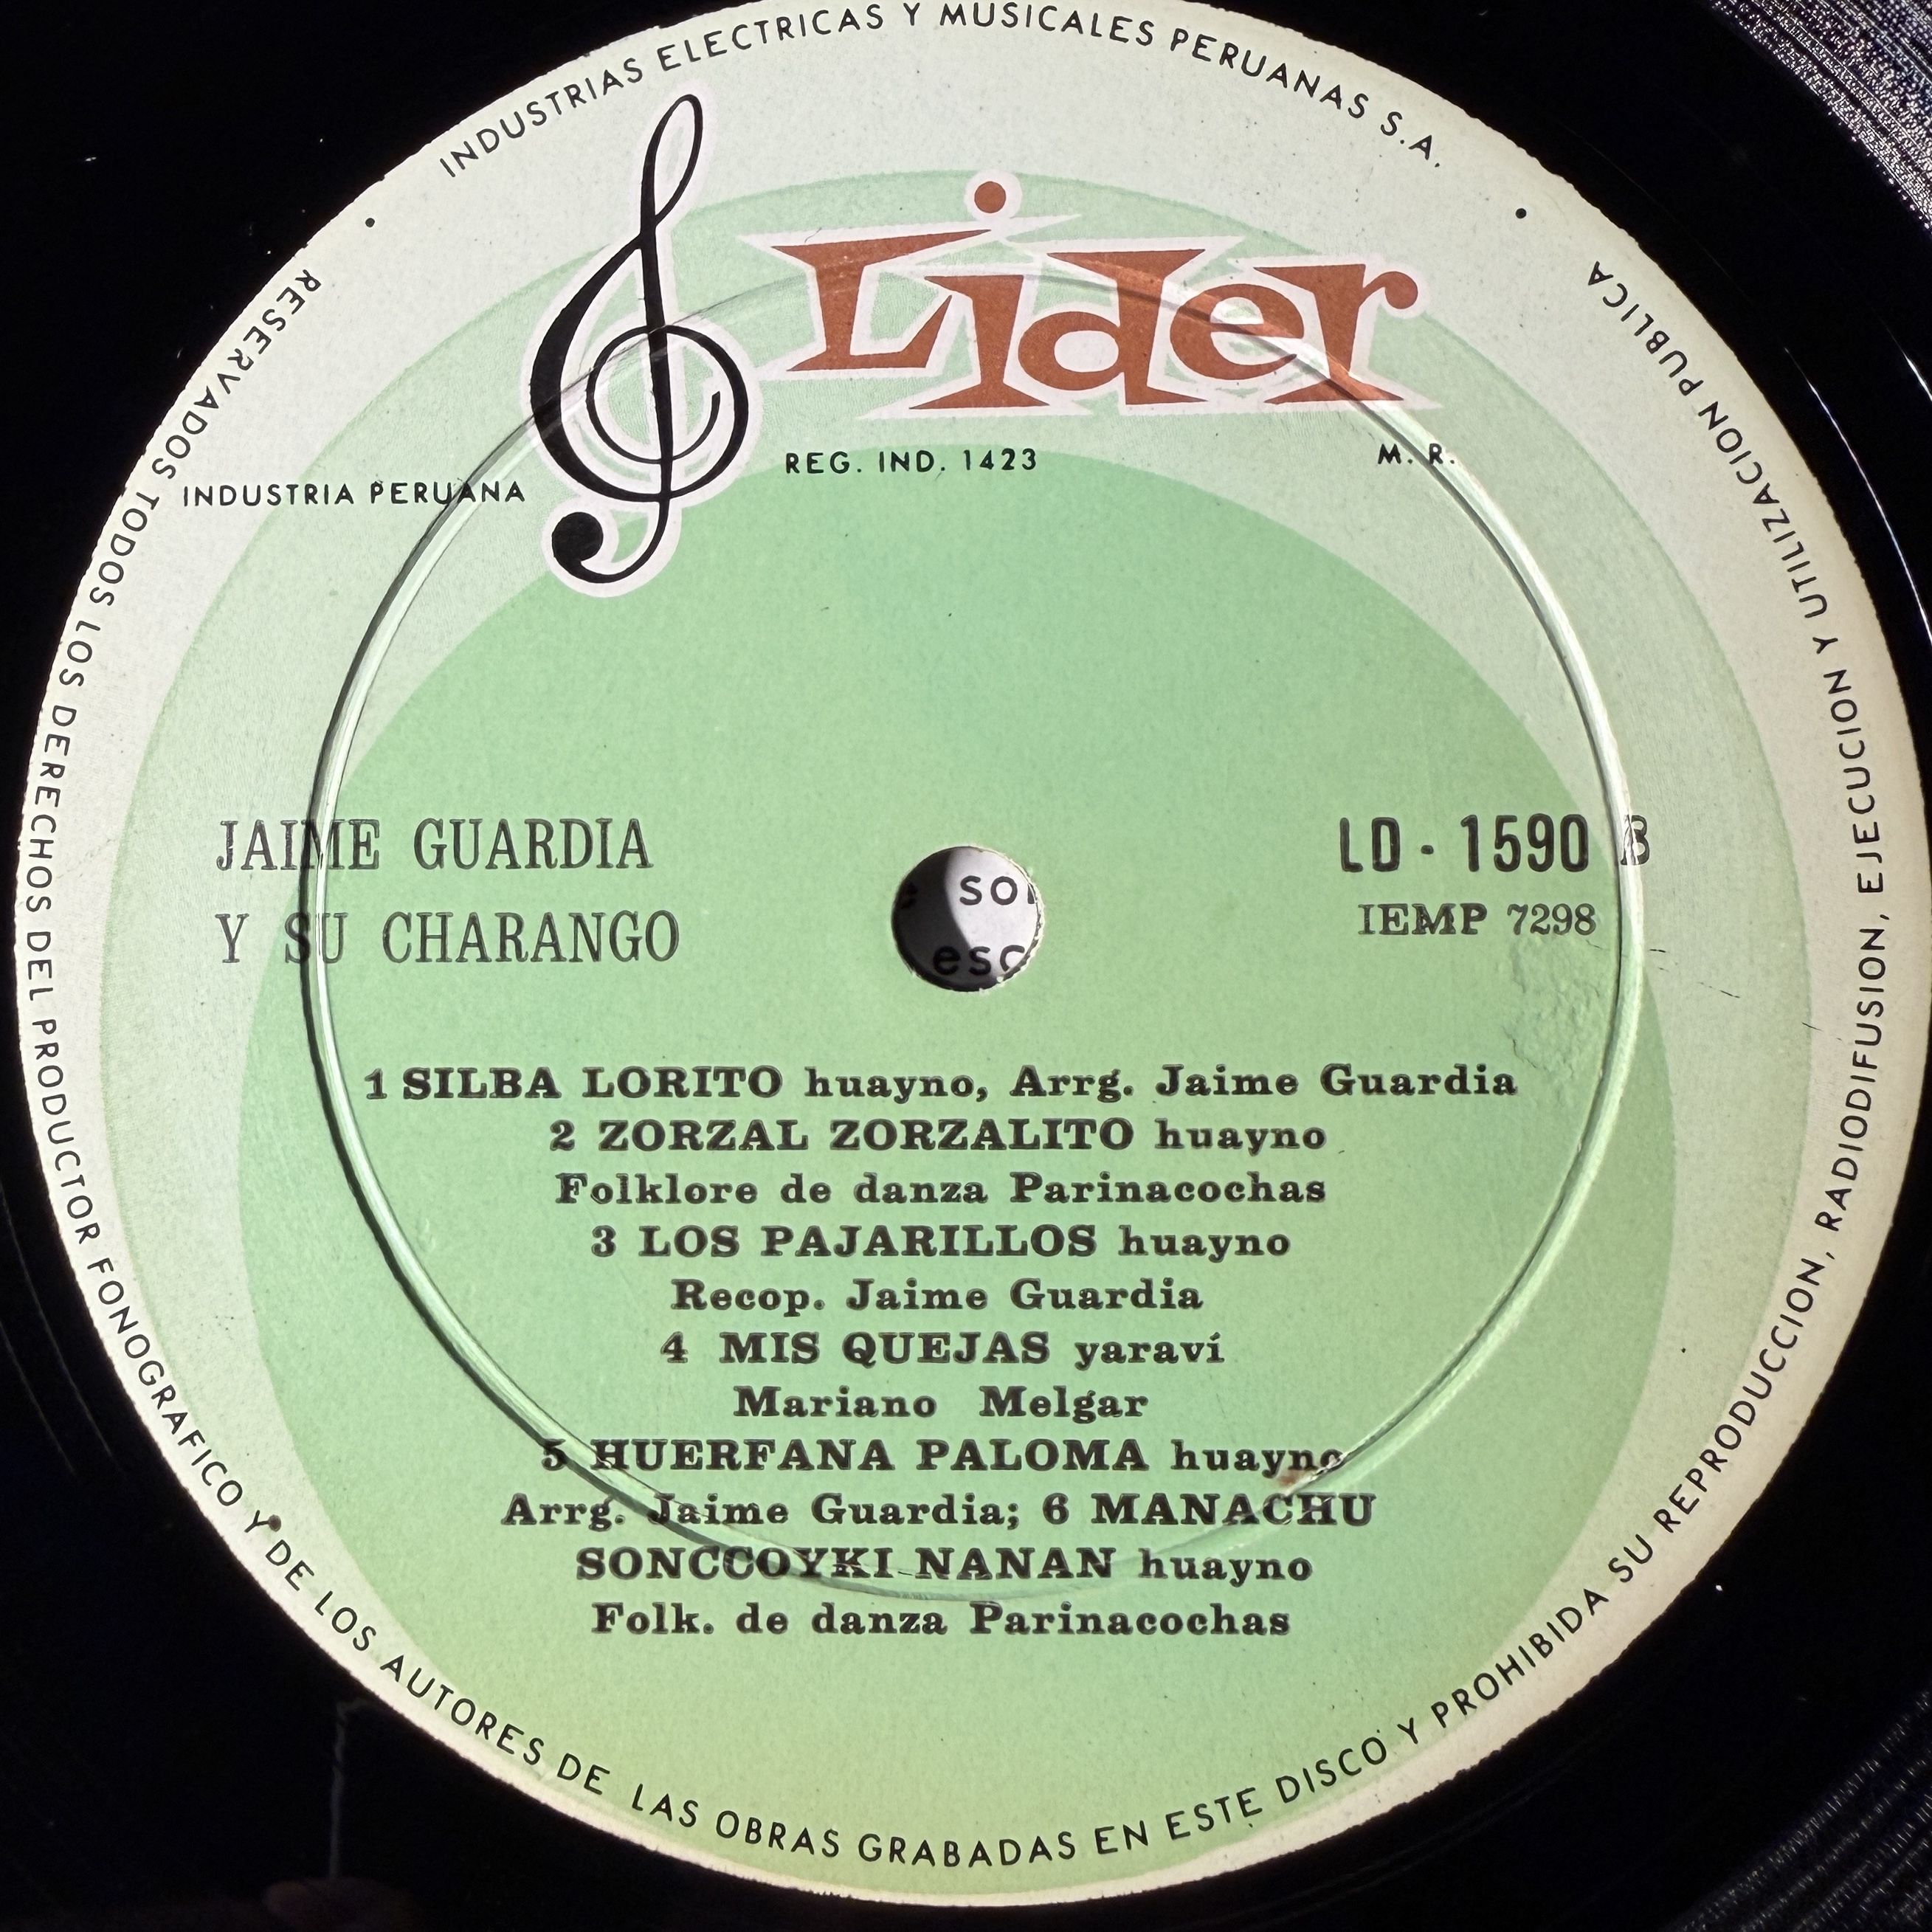 INDUSTRIAS ELECTRICAS Y MUSICALES PERUANAS S.A.
Lider
REG. IND. 1423
M. R.
INDUSTRIA PERUANA
JAIME GUARDIA
Y SU CHARANGO
LD - 1590 B
IEMP 7298
1 SILBA LORITO huayno, Arrg. Jaime Guardia
2 ZORZAL ZORZALITO huayno
Folklore de danza Parinacochas
3 LOS PAJARILLOS huayno
Recop. Jaime Guardia
4 MIS QUEJAS yaraví
Mariano Melgar
5 HUERFANA PALOMA huayno
Arrg. Jaime Guardia; 6 MANACHU
SONCCOYKI NANAN huayno
Folk. de danza Parinacochas
RESERVADOS TODOS LOS DERECHOS DEL PRODUCTOR FONOGRAFICO Y DE LOS AUTORES DE LAS OBRAS GRABADAS EN ESTE DISCO Y PROHIBIDA SU REPRODUCCION, RADIODIFUSION, EJECUCION Y UTILIZACION PUBLICA